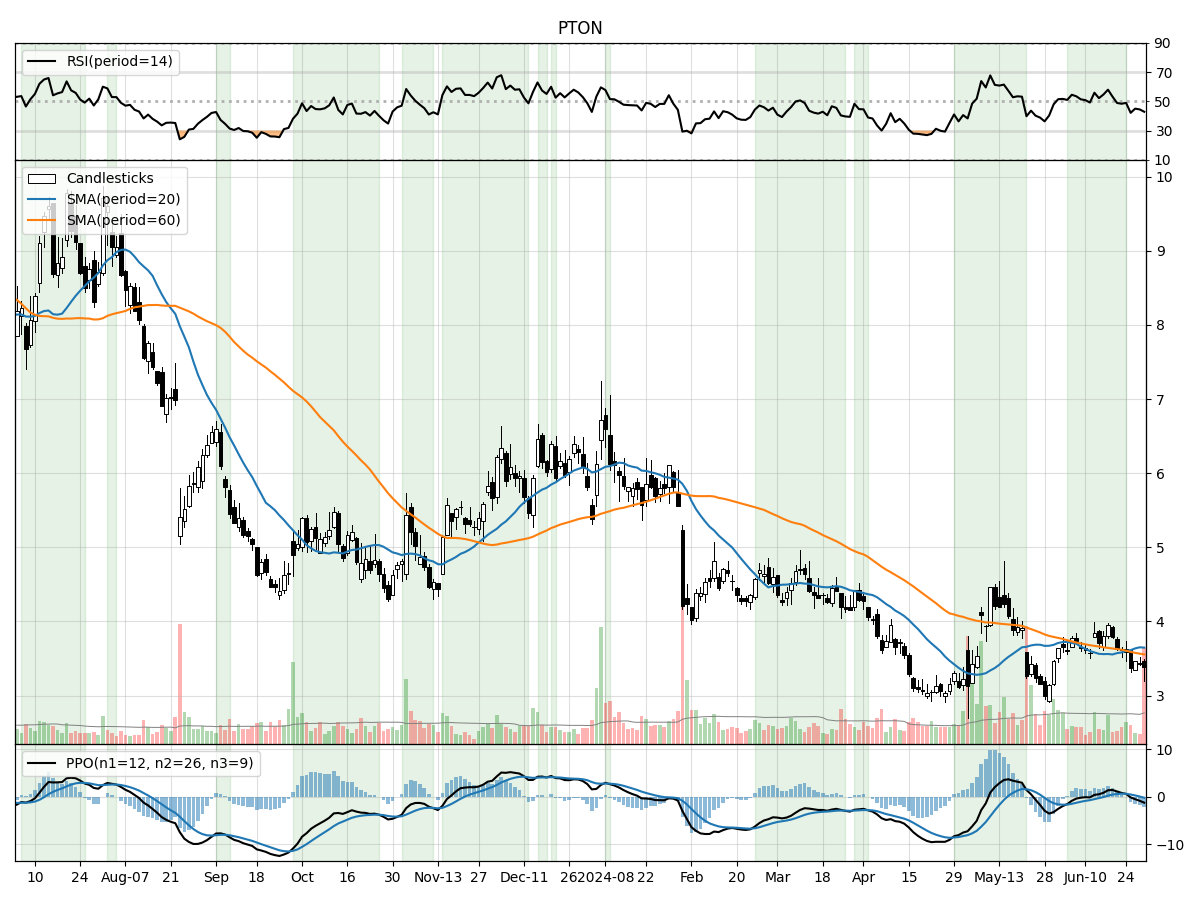 PTON
RSI(period=14)
90
70
50
30
10
Candlesticks
SMA(period=20)
SMA(period=60)
10
9
8
7
6
5
4
3
PPO(n1=12, n2=26, n3=9)
10
0
−10
10 24 Aug-07 21 Sep 18 Oct 16 30 Nov-13 27 Dec-11 26 2024-08 22 Feb 20 Mar 18 Apr 15 29 May-13 28 Jun-10 24